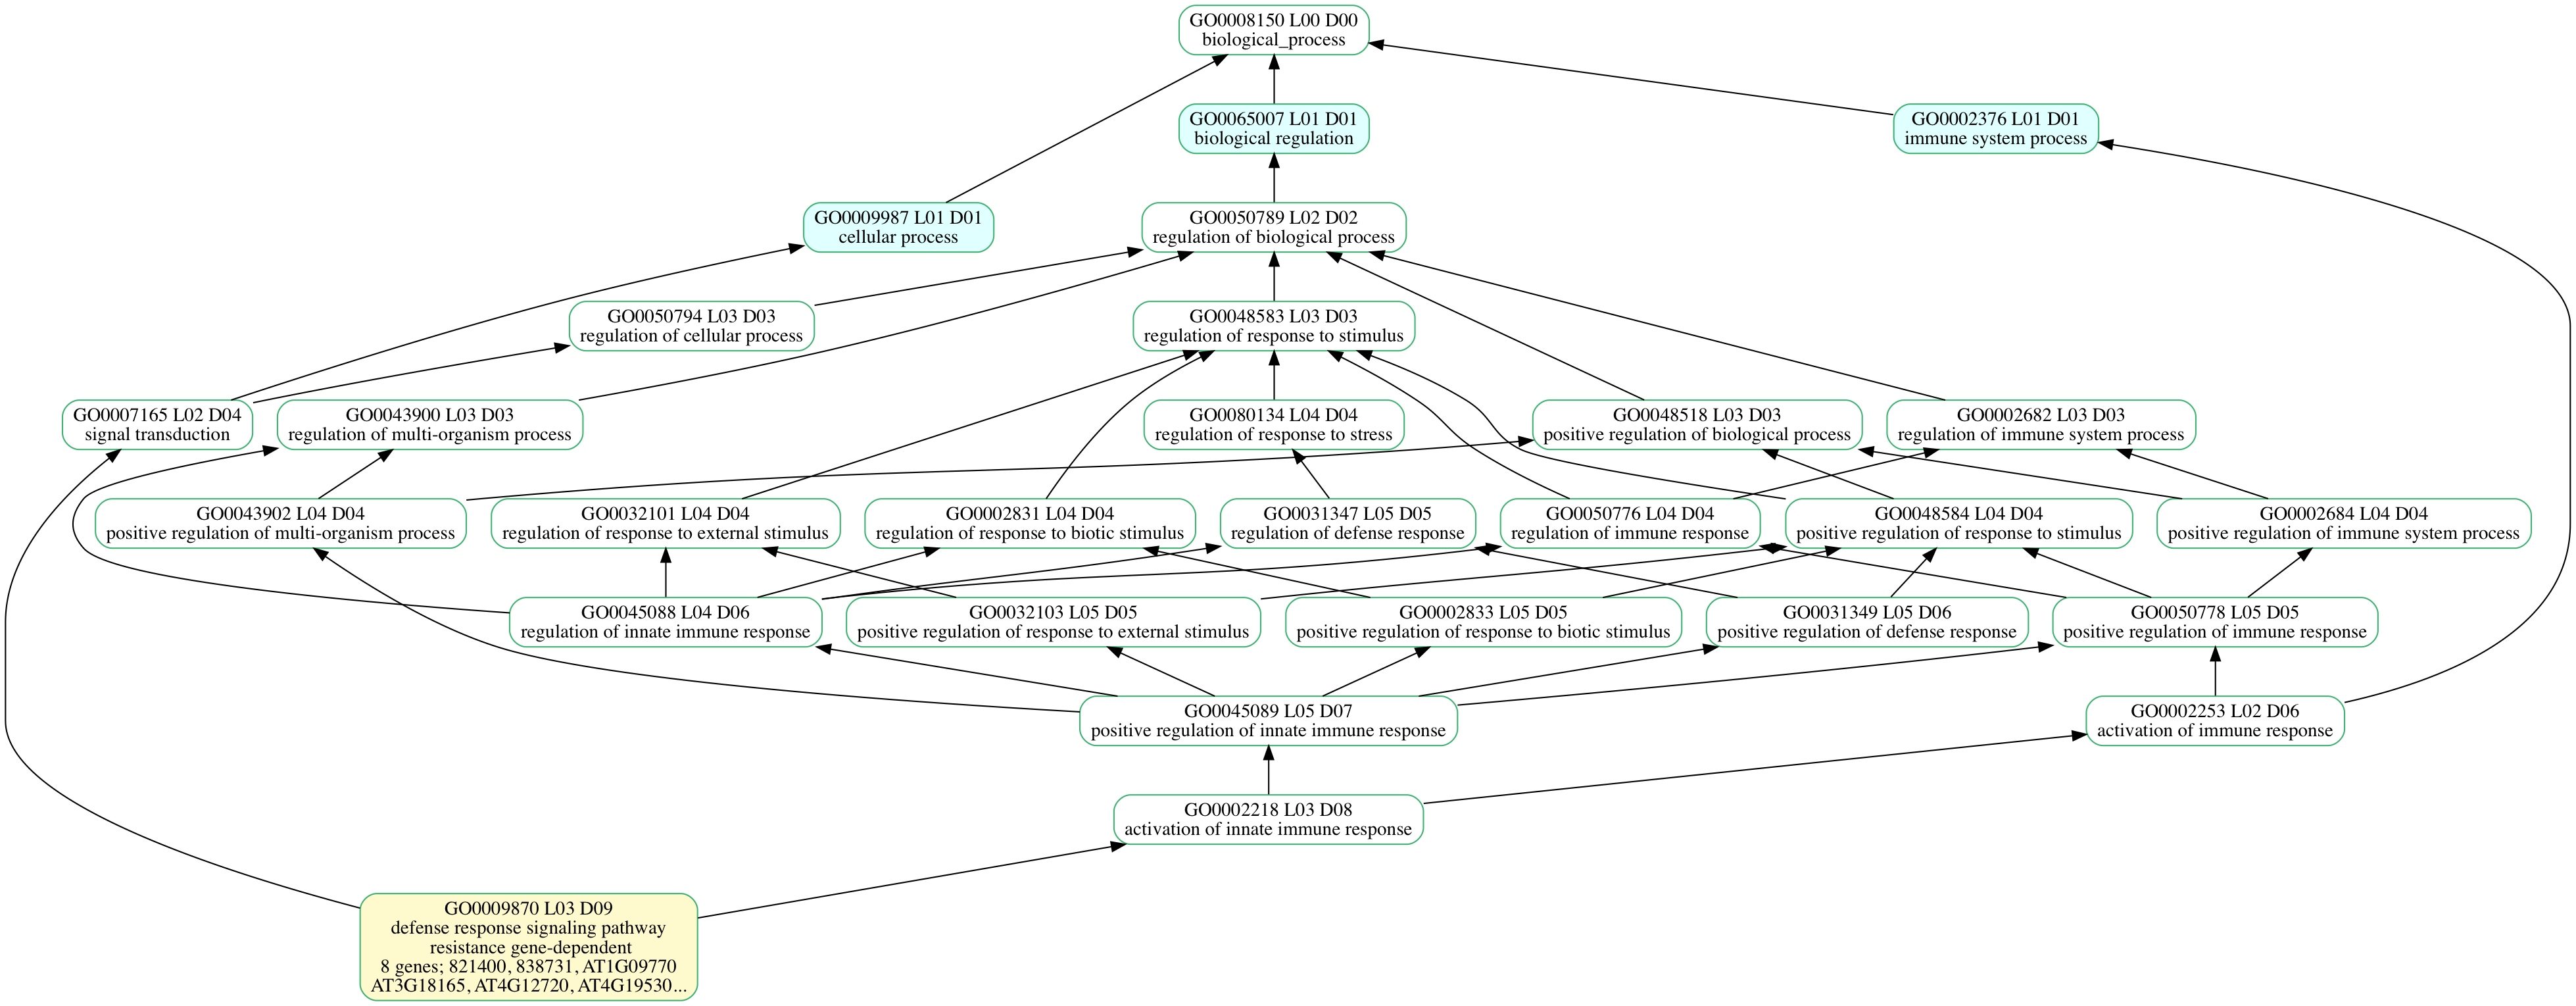 GO0008150 L00 D00
biological_process
GO0065007 L01 D01
biological regulation
GO0002376 L01 D01
immune system process
GO0009987 L01 D01
cellular process
GO0050789 L02 D02
regulation of biological process
GO0050794 L03 D03
regulation of cellular process
GO0048583 L03 D03
regulation of response to stimulus
GO0007165 L02 D04
signal transduction
GO0043900 L03 D03
regulation of multi-organism process
GO0080134 L04 D04
regulation of response to stress
GO0048518 L03 D03
positive regulation of biological process
GO0002682 L03 D03
regulation of immune system process
GO0043902 L04 D04
positive regulation of multi-organism process
GO0032101 L04 D04
regulation of response to external stimulus
GO0002831 L04 D04
regulation of response to biotic stimulus
GO0031347 L05 D05
regulation of defense response
GO0050776 L04 D04
regulation of immune response
GO0048584 L04 D04
positive regulation of response to stimulus
GO0002684 L04 D04
positive regulation of immune system process
GO0045088 L04 D06
regulation of innate immune response
GO0032103 L05 D05
positive regulation of response to external stimulus
GO0002833 L05 D05
positive regulation of response to biotic stimulus
GO0031349 L05 D06
positive regulation of defense response
GO0050778 L05 D05
positive regulation of immune response
GO0045089 L05 D07
positive regulation of innate immune response
GO0002253 L02 D06
activation of immune response
GO0002218 L03 D08
activation of innate immune response
GO0009870 L03 D09
defense response signaling pathway
resistance gene-dependent
8 genes; 821400, 838731, AT1G09770
AT3G18165, AT4G12720, AT4G19530...